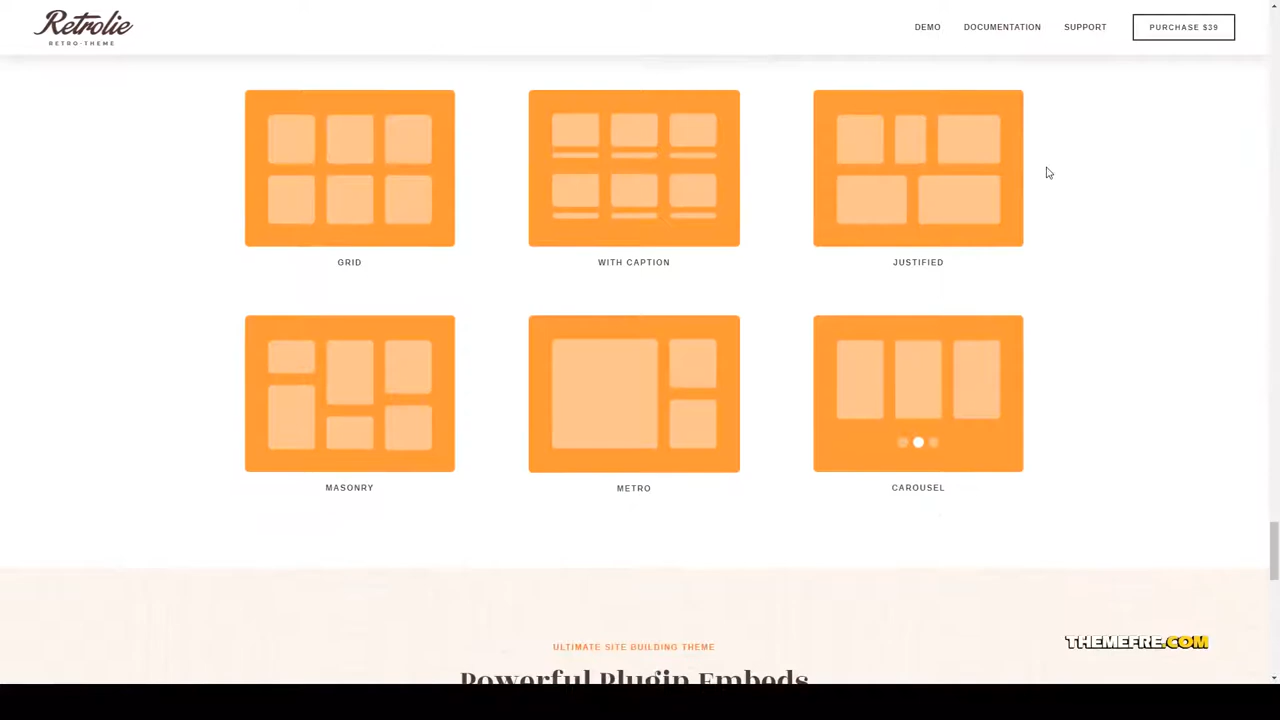 Retrolie
RETRO-THEME
DEMO
DOCUMENTATION
SUPPORT
PURCHASE $39
GRID
WITH CAPTION
JUSTIFIED
MASONRY
METRO
CAROUSEL
ULTIMATE SITE BUILDING THEME
THEMEFRE.COM
Powerful Plugin Embeds